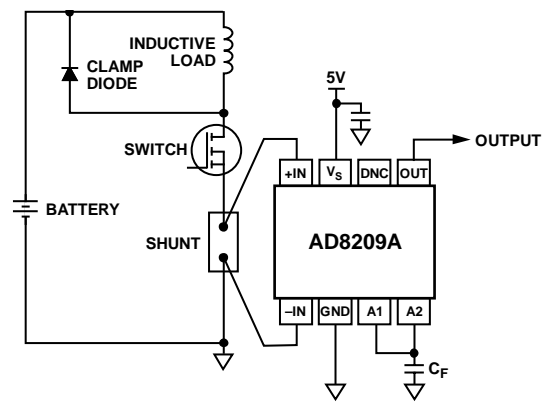 INDUCTIVE
LOAD
CLAMP
DIODE
5V
OUTPUT
SWITCH
+IN
VS
DNC
OUT
BATTERY
SHUNT
AD8209A
–IN
GND
A1
A2
CF